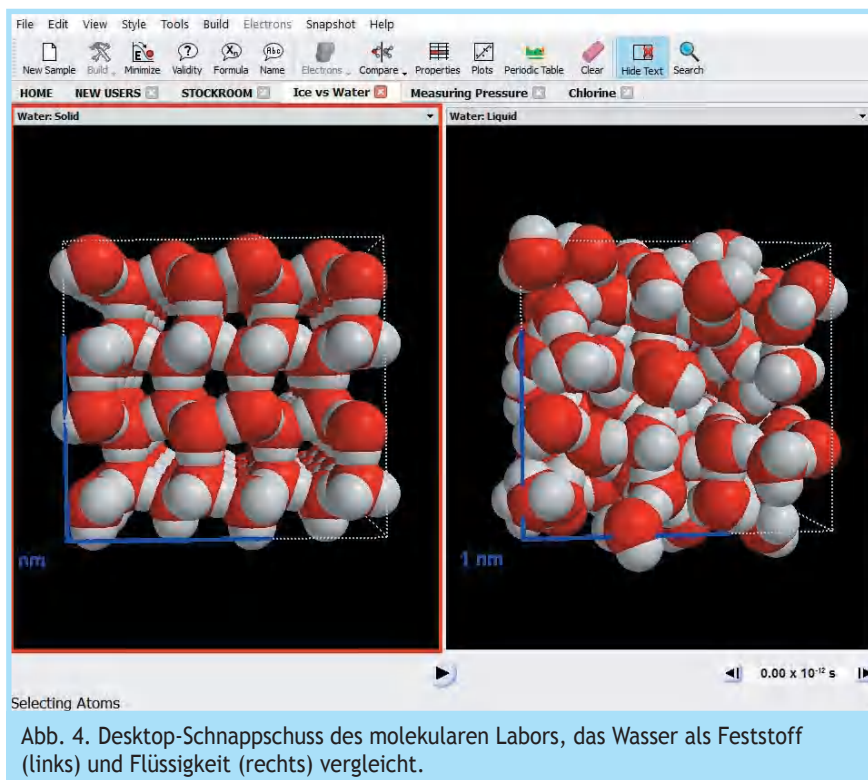 File Edit View Style Tools Build Electrons Snapshot Help
New Sample Build Minimize Validity Formula Name Electrons Compare Properties Plots Periodic Table Clear Hide Text Search
HOME NEW USERS STOCKROOM Ice vs Water Measuring Pressure Chlorine
Water: Solid
Water: Liquid
nm
1 nm
0.00 x 10⁻¹² s
Selecting Atoms
Abb. 4. Desktop-Schnappschuss des molekularen Labors, das Wasser als Feststoff
(links) und Flüssigkeit (rechts) vergleicht.